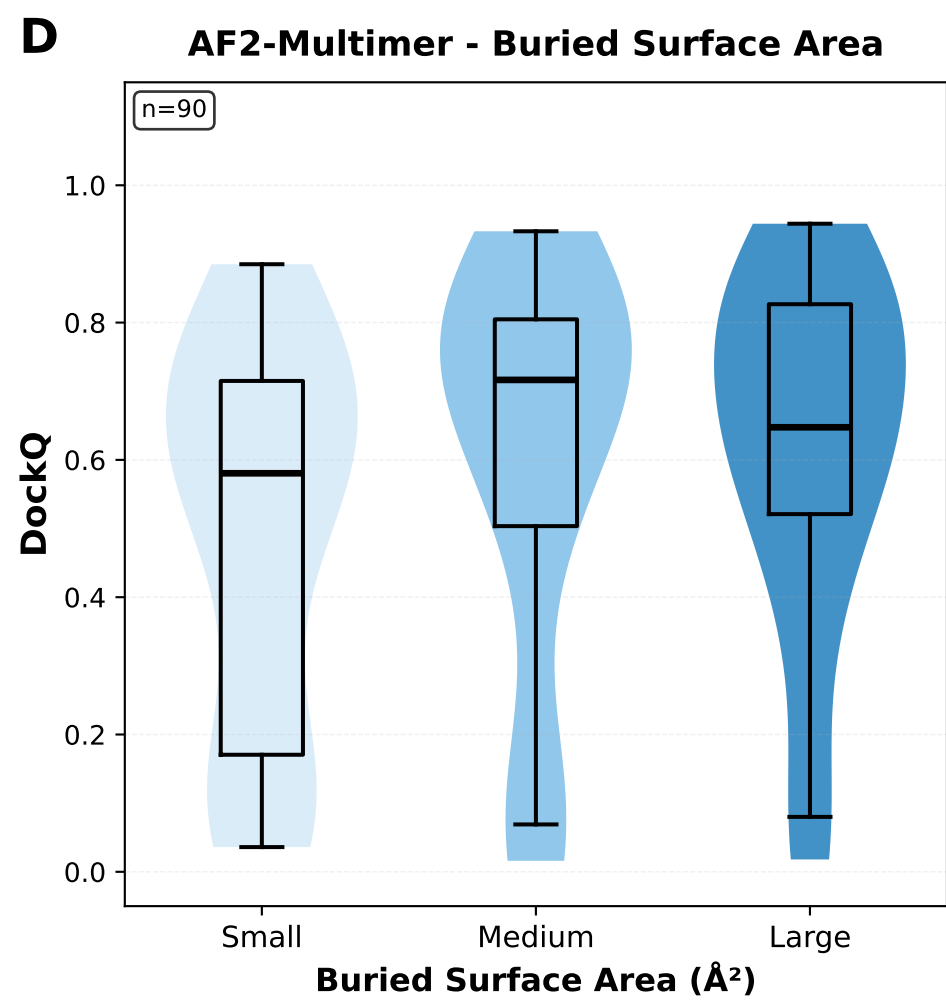 D
AF2-Multimer - Buried Surface Area
n=90
1.0
0.8
0.6
0.4
0.2
0.0
DockQ
Small Medium Large
Buried Surface Area (Å²)